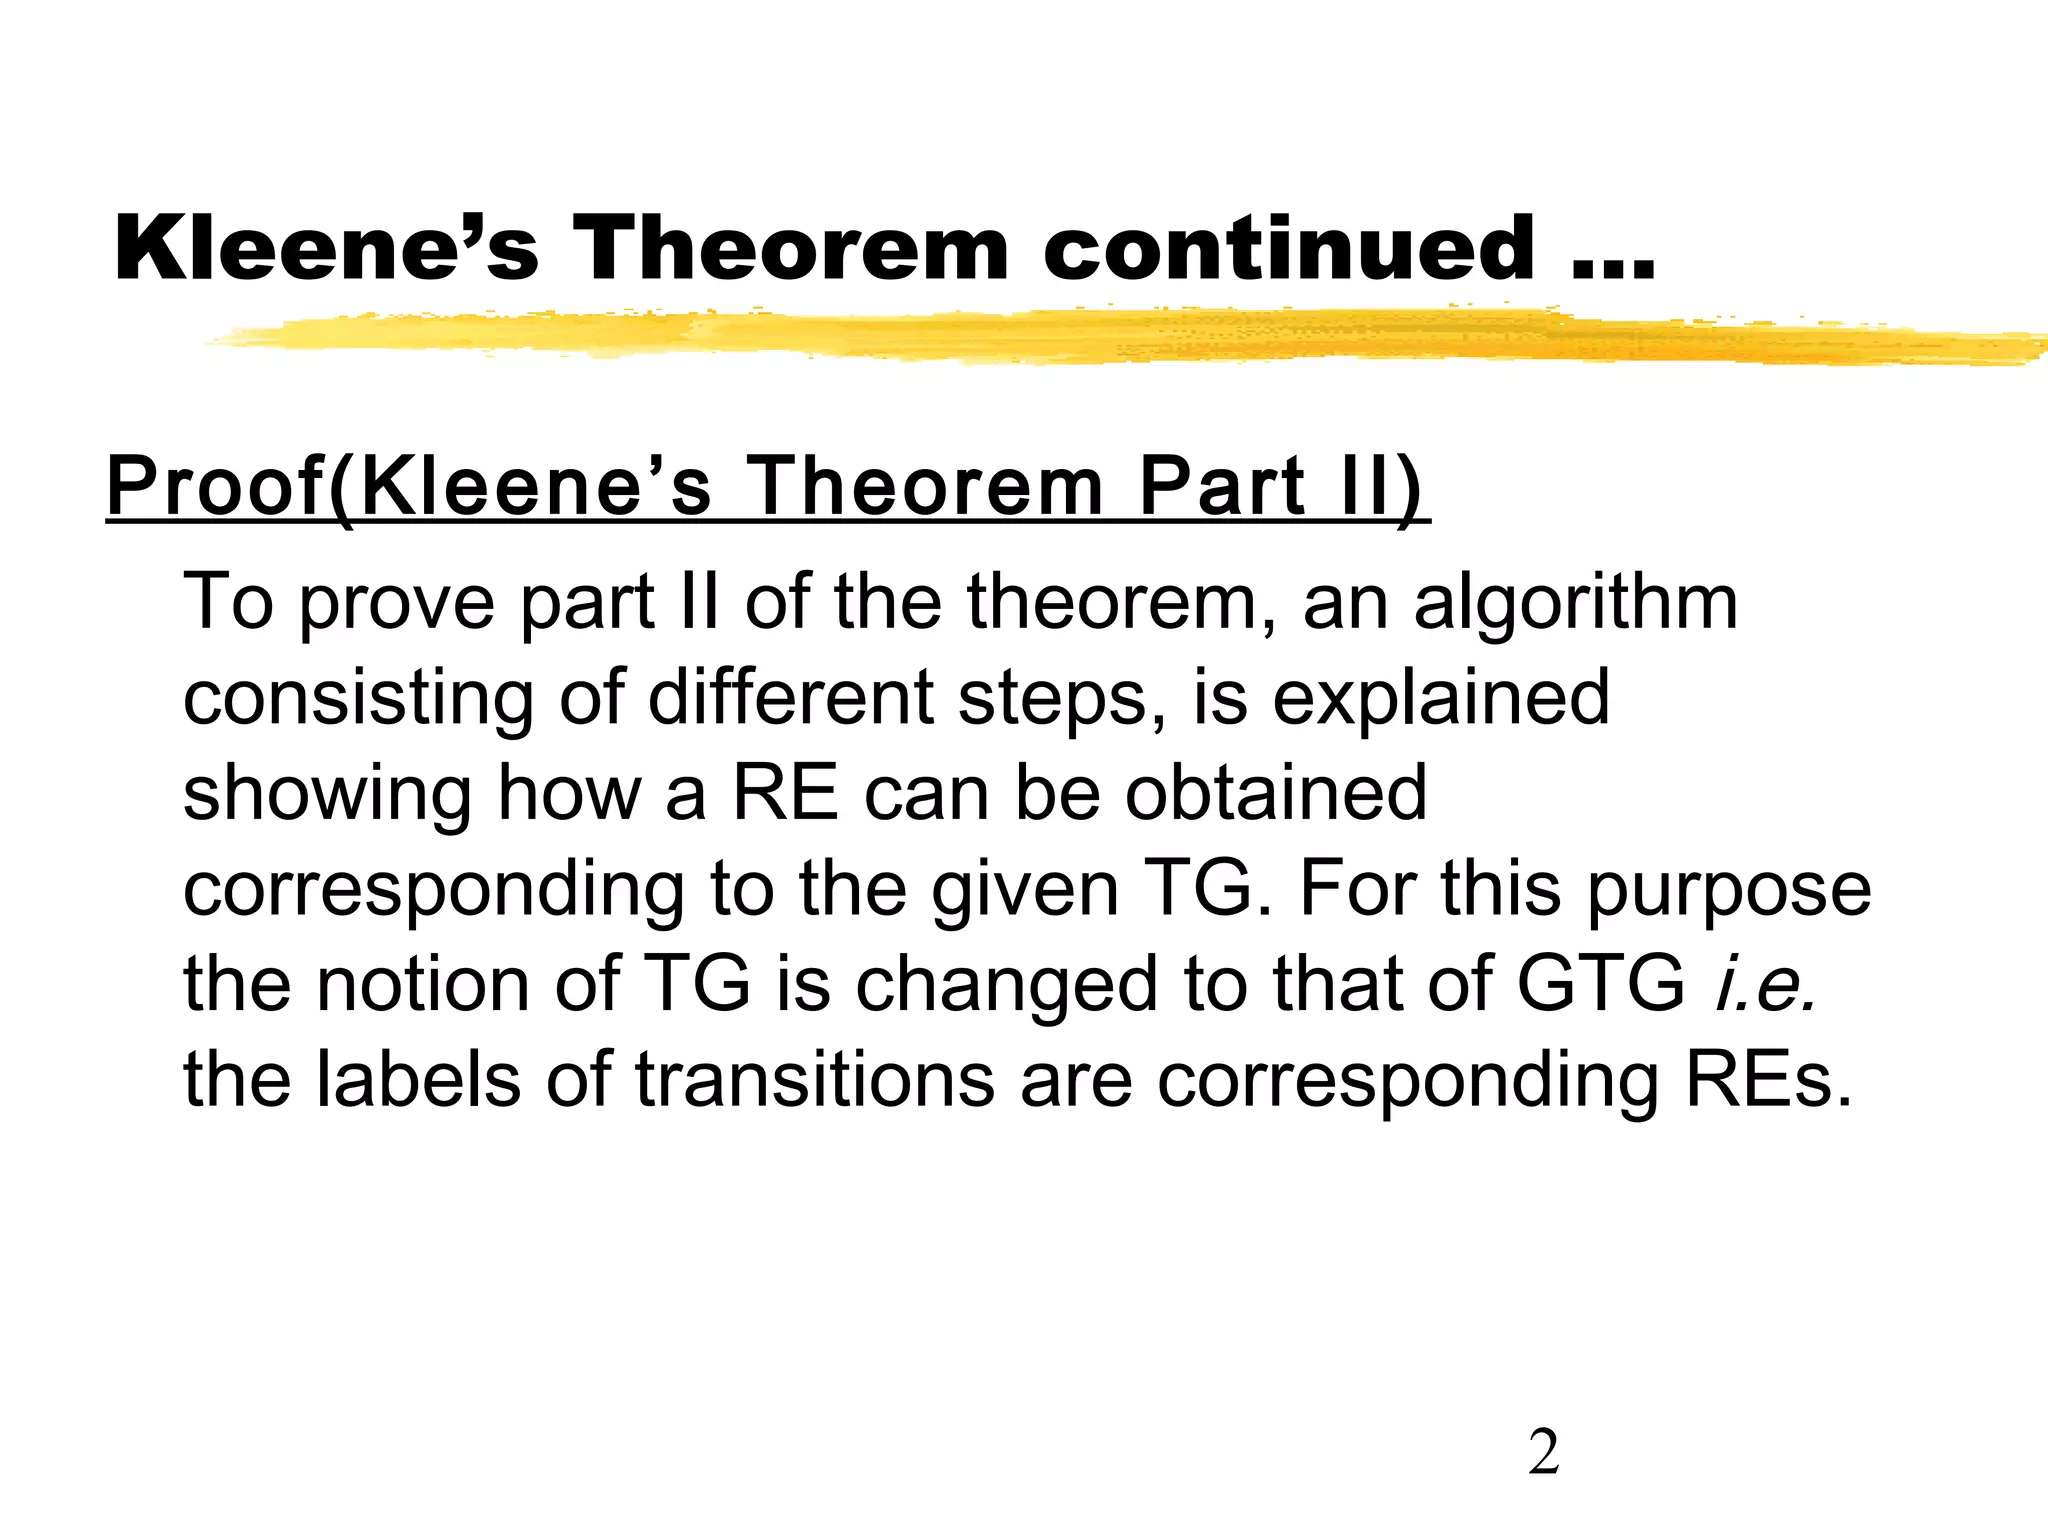 Kleene’s Theorem continued …
Proof(Kleene’s Theorem Part II)
To prove part II of the theorem, an algorithm
consisting of different steps, is explained
showing how a RE can be obtained
corresponding to the given TG. For this purpose
the notion of TG is changed to that of GTG i.e.
the labels of transitions are corresponding REs.
2